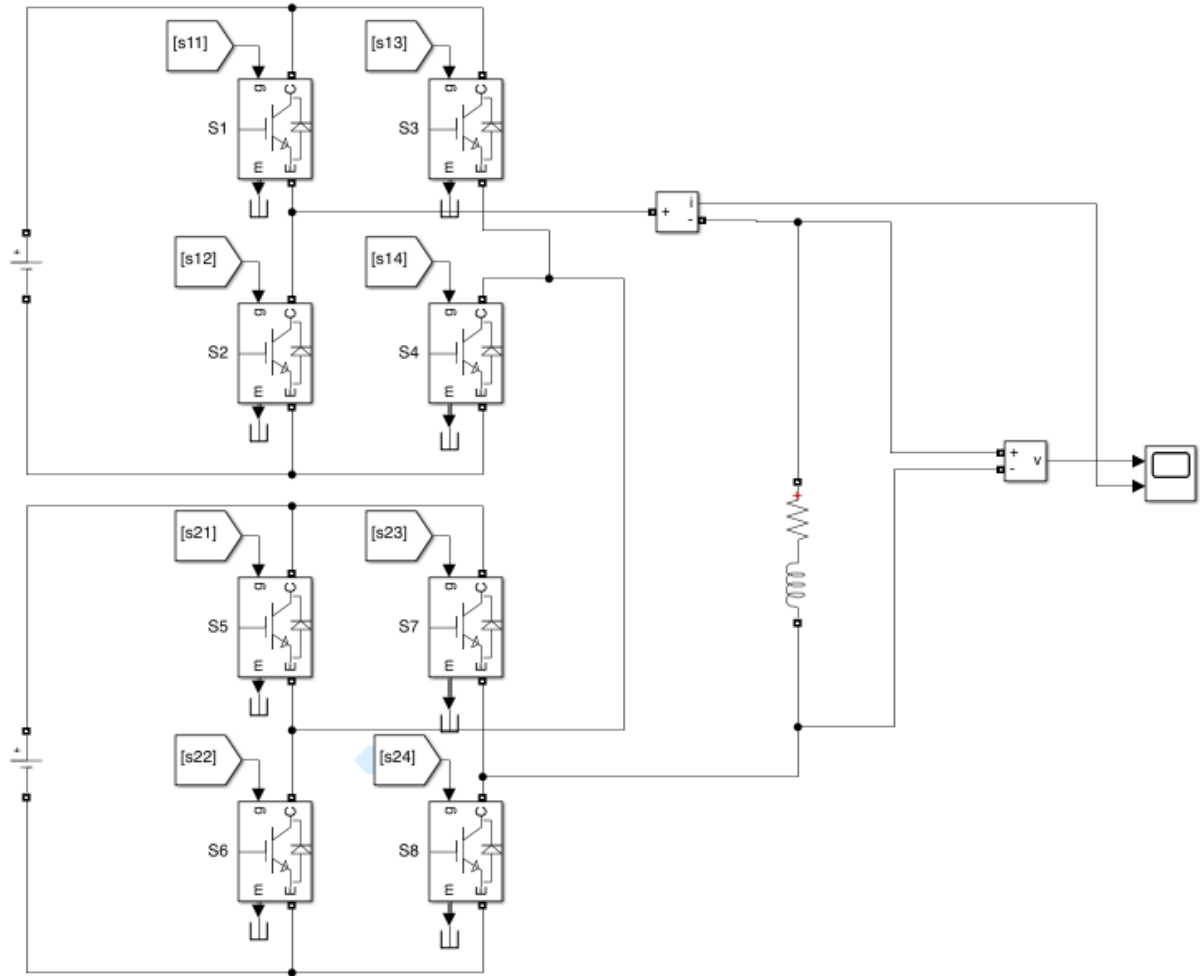 [s11]
[s13]
g C
g C
S1
S3
m E
m E
+ i -
[s12]
[s14]
+
g C
g C
S2
S4
m E
m E
+ - v
[s21]
[s23]
+
g C
g C
S5
S7
m E
m E
[s22]
[s24]
+
g C
g C
S6
S8
m E
m E